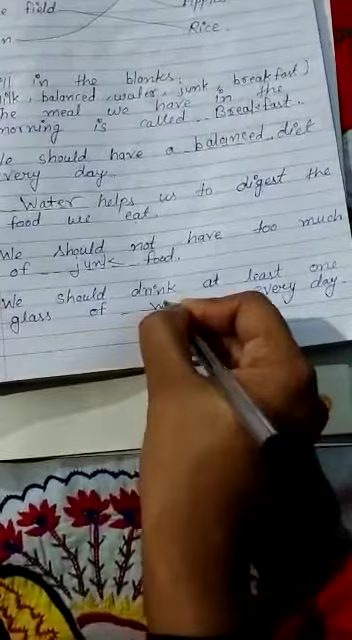 field Apples
Rice.
in the blanks:
milk, balanced, water, junk, breakfast)
The meal we have in the
morning is called Breakfast.
We should have a balanced diet
every day.
Water helps us to digest the
food we eat.
We should not have too much
of junk food.
We should drink at least one
glass of every day.